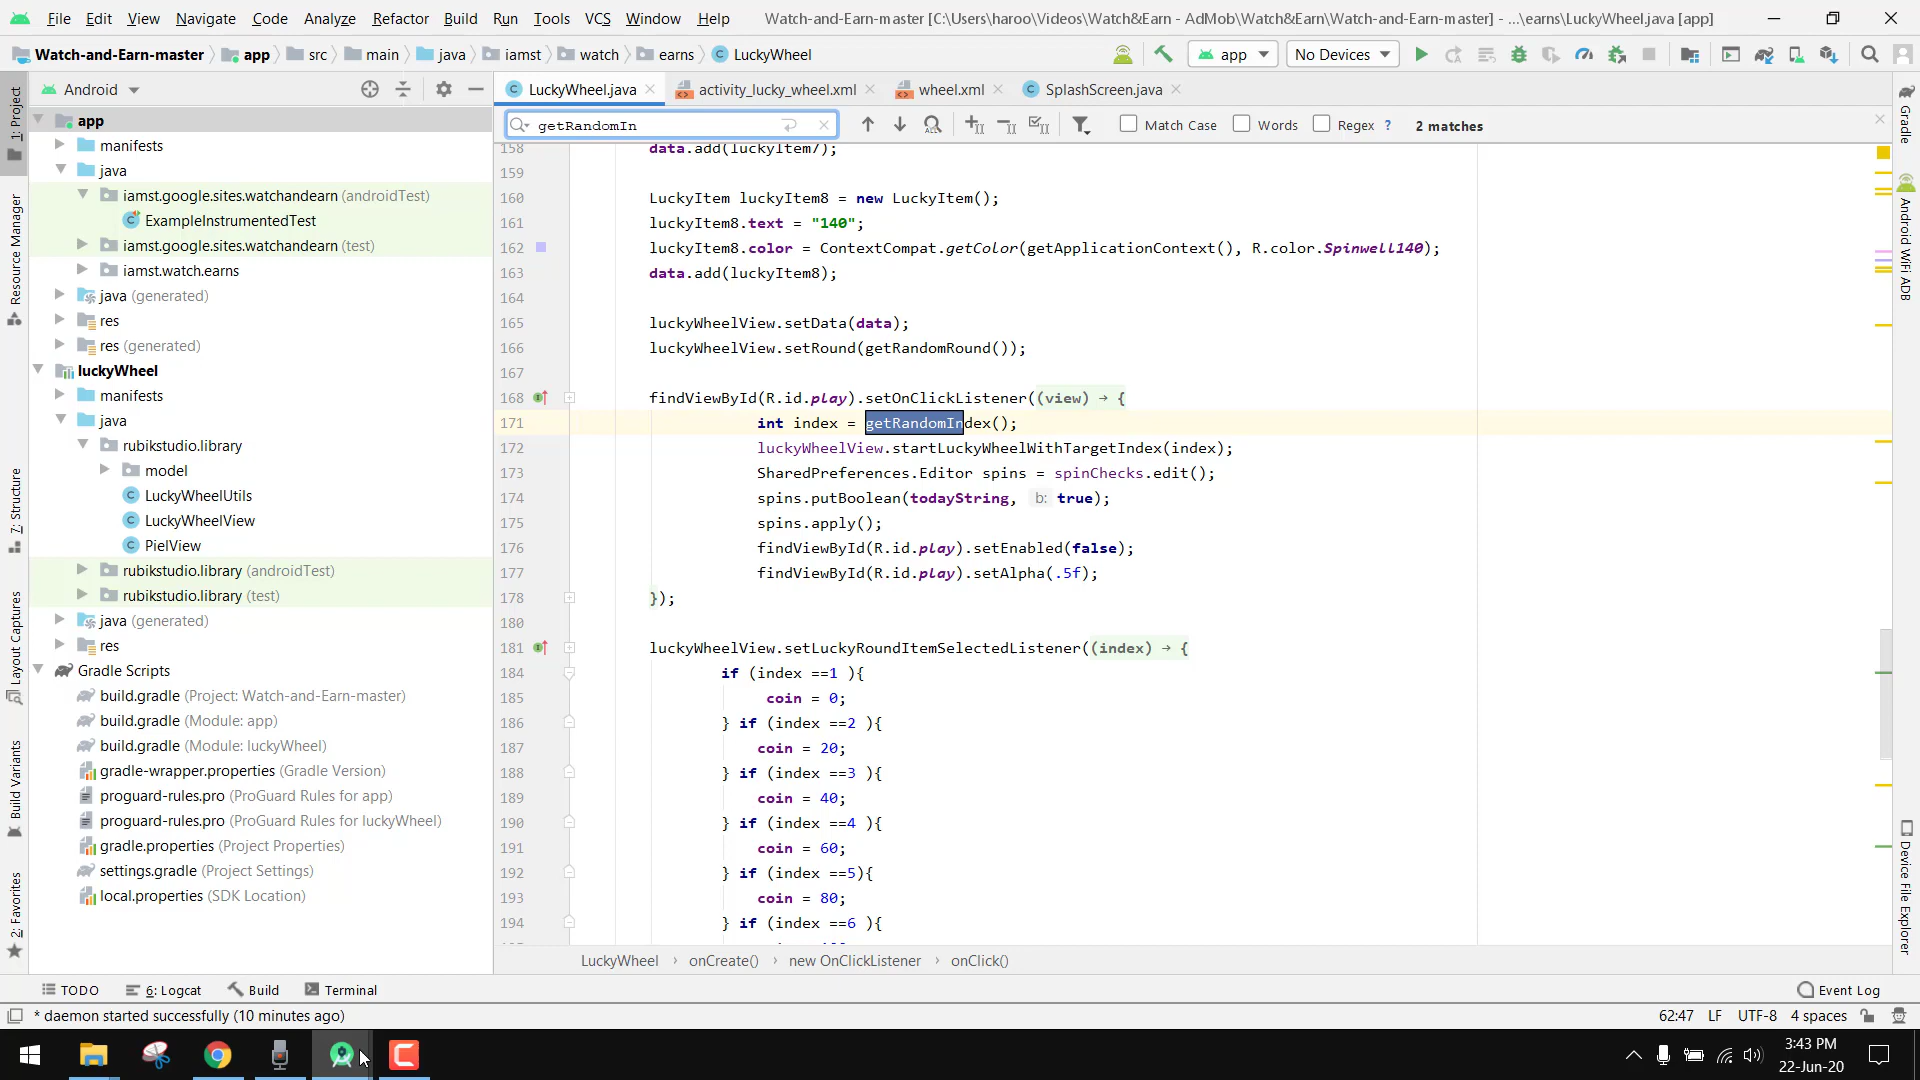 File Edit View Navigate Code Analyze Refactor Build Run Tools VCS Window Help Watch-and-Earn-master [C:\Users\haroo\Videos\Watch&Earn - AdMob\Watch&Earn\Watch-and-Earn-master] - ...\earns\LuckyWheel.java [app]
Watch-and-Earn-master app src main java iamst watch earns LuckyWheel app No Devices
Android LuckyWheel.java activity_lucky_wheel.xml wheel.xml SplashScreen.java
getRandomIn Match Case Words Regex ? 2 matches
1: Project
Resource Manager
7: Structure
Layout Captures
Build Variants
2: Favorites
app
manifests
java
iamst.google.sites.watchandearn (androidTest)
ExampleInstrumentedTest
iamst.google.sites.watchandearn (test)
iamst.watch.earns
java (generated)
res
res (generated)
luckyWheel
manifests
java
rubikstudio.library
model
LuckyWheelUtils
LuckyWheelView
PielView
rubikstudio.library (androidTest)
rubikstudio.library (test)
java (generated)
res
Gradle Scripts
build.gradle (Project: Watch-and-Earn-master)
build.gradle (Module: app)
build.gradle (Module: luckyWheel)
gradle-wrapper.properties (Gradle Version)
proguard-rules.pro (ProGuard Rules for app)
proguard-rules.pro (ProGuard Rules for luckyWheel)
gradle.properties (Project Properties)
settings.gradle (Project Settings)
local.properties (SDK Location)
158 data.add(luckyItem7);
159
160 LuckyItem luckyItem8 = new LuckyItem();
161 luckyItem8.text = "140";
162 luckyItem8.color = ContextCompat.getColor(getApplicationContext(), R.color.Spinwell140);
163 data.add(luckyItem8);
164
165 luckyWheelView.setData(data);
166 luckyWheelView.setRound(getRandomRound());
167
168 findViewById(R.id.play).setOnClickListener((view) → {
171 int index = getRandomIndex();
172 luckyWheelView.startLuckyWheelWithTargetIndex(index);
173 SharedPreferences.Editor spins = spinChecks.edit();
174 spins.putBoolean(todayString, b: true);
175 spins.apply();
176 findViewById(R.id.play).setEnabled(false);
177 findViewById(R.id.play).setAlpha(.5f);
178 });
180
181 luckyWheelView.setLuckyRoundItemSelectedListener((index) → {
184 if (index ==1 ){
185 coin = 0;
186 } if (index ==2 ){
187 coin = 20;
188 } if (index ==3 ){
189 coin = 40;
190 } if (index ==4 ){
191 coin = 60;
192 } if (index ==5){
193 coin = 80;
194 } if (index ==6 ){
LuckyWheel onCreate() new OnClickListener onClick()
Gradle
Android WiFi ADB
Device File Explorer
TODO 6: Logcat Build Terminal Event Log
* daemon started successfully (10 minutes ago) 62:47 LF UTF-8 4 spaces
3:43 PM
22-Jun-20